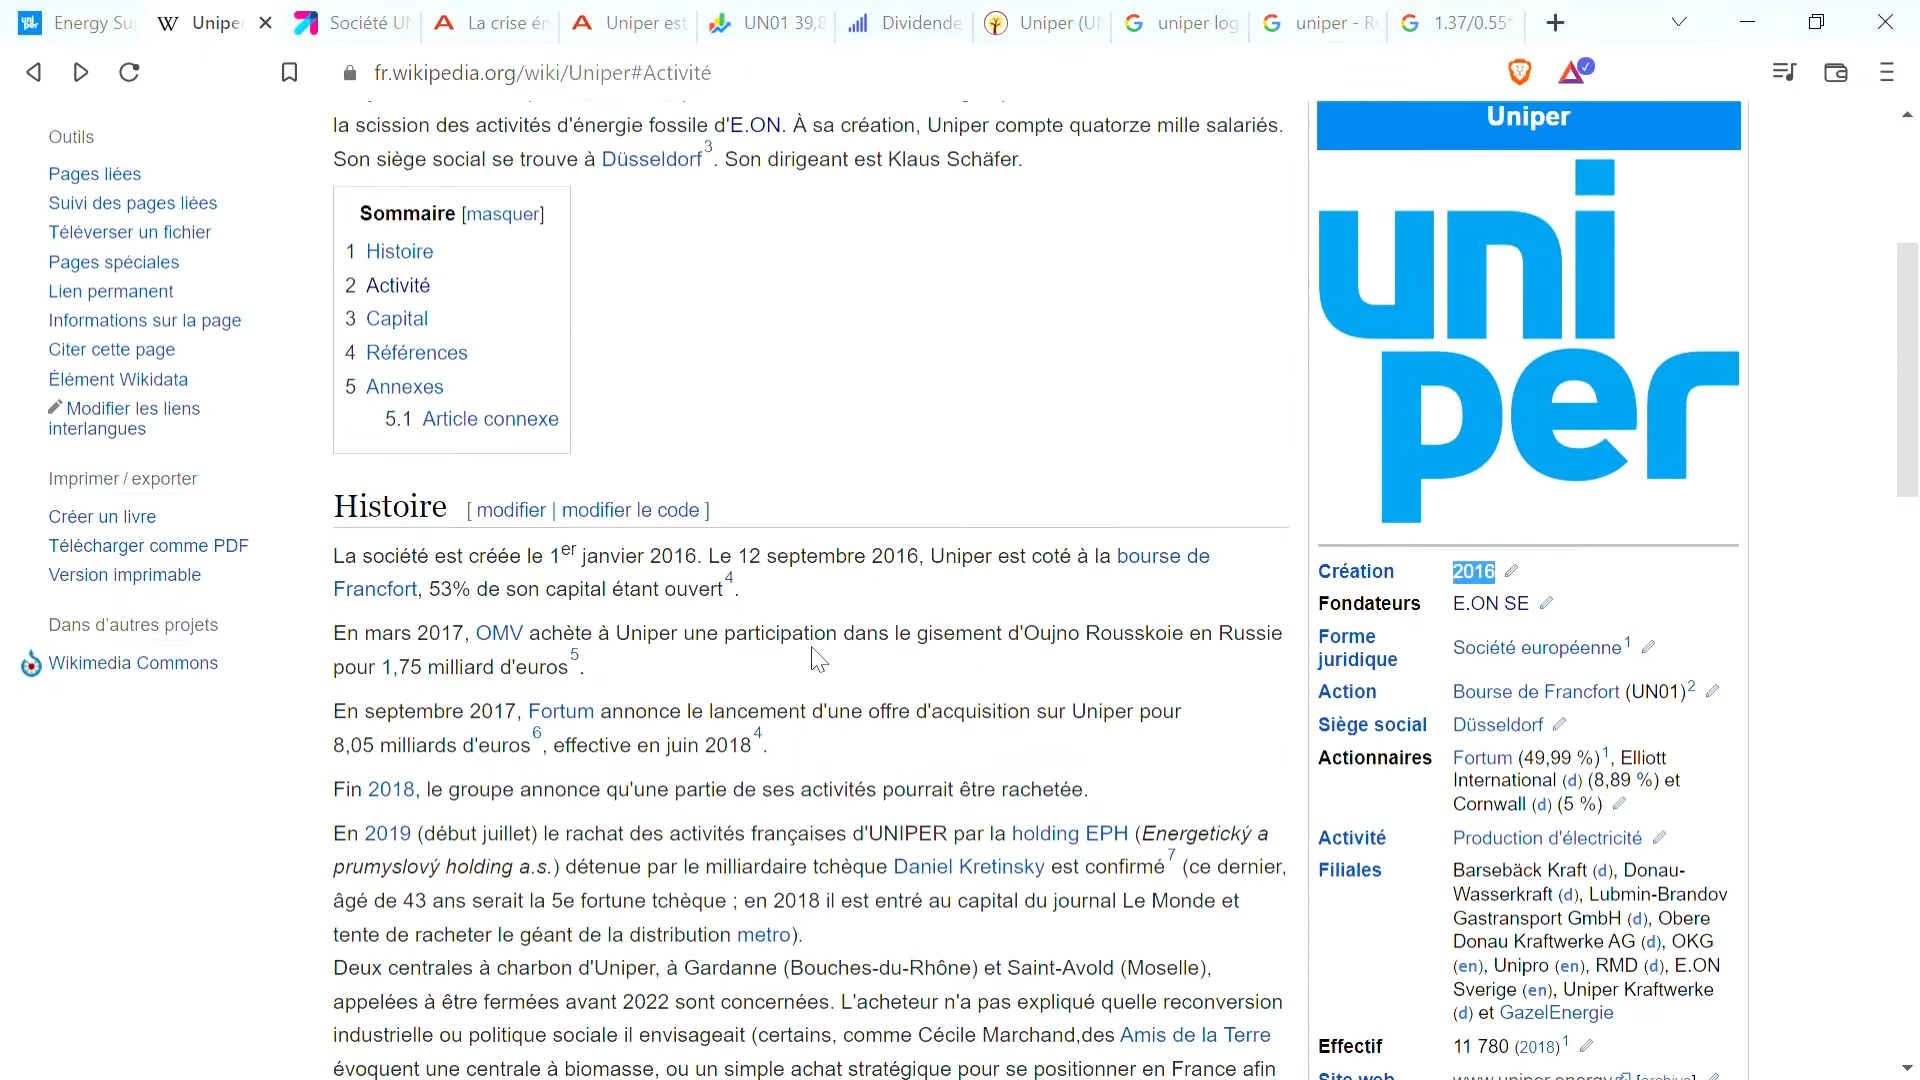 Energy Su
Unipe
Société UN
La crise én
Uniper est
UN01 39,8
Dividende
Uniper (UN
uniper log
uniper - R
1.37/0.55
fr.wikipedia.org/wiki/Uniper#Activité
Outils
Pages liées
Suivi des pages liées
Téléverser un fichier
Pages spéciales
Lien permanent
Informations sur la page
Citer cette page
Élément Wikidata
Modifier les liens
interlangues
Imprimer / exporter
Créer un livre
Télécharger comme PDF
Version imprimable
Dans d'autres projets
Wikimedia Commons
la scission des activités d'énergie fossile d'E.ON. À sa création, Uniper compte quatorze mille salariés.
Son siège social se trouve à Düsseldorf3. Son dirigeant est Klaus Schäfer.
Sommaire [masquer]
1 Histoire
2 Activité
3 Capital
4 Références
5 Annexes
5.1 Article connexe
Histoire [ modifier | modifier le code ]
La société est créée le 1er janvier 2016. Le 12 septembre 2016, Uniper est coté à la bourse de
Francfort, 53% de son capital étant ouvert4.
En mars 2017, OMV achète à Uniper une participation dans le gisement d'Oujno Rousskoie en Russie
pour 1,75 milliard d'euros5.
En septembre 2017, Fortum annonce le lancement d'une offre d'acquisition sur Uniper pour
8,05 milliards d'euros6, effective en juin 20184.
Fin 2018, le groupe annonce qu'une partie de ses activités pourrait être rachetée.
En 2019 (début juillet) le rachat des activités françaises d'UNIPER par la holding EPH (Energetický a
prumyslový holding a.s.) détenue par le milliardaire tchèque Daniel Kretinsky est confirmé7 (ce dernier,
âgé de 43 ans serait la 5e fortune tchèque ; en 2018 il est entré au capital du journal Le Monde et
tente de racheter le géant de la distribution metro).
Deux centrales à charbon d'Uniper, à Gardanne (Bouches-du-Rhône) et Saint-Avold (Moselle),
appelées à être fermées avant 2022 sont concernées. L'acheteur n'a pas expliqué quelle reconversion
industrielle ou politique sociale il envisageait (certains, comme Cécile Marchand,des Amis de la Terre
évoquent une centrale à biomasse, ou un simple achat stratégique pour se positionner en France afin
Uniper
uni
per
Création 2016
Fondateurs E.ON SE
Forme
juridique
Société européenne1
Action Bourse de Francfort (UN01)2
Siège social Düsseldorf
Actionnaires Fortum (49,99 %)1, Elliott
International (d) (8,89 %) et
Cornwall (d) (5 %)
Activité Production d'électricité
Filiales Barsebäck Kraft (d), Donau-
Wasserkraft (d), Lubmin-Brandov
Gastransport GmbH (d), Obere
Donau Kraftwerke AG (d), OKG
(en), Unipro (en), RMD (d), E.ON
Sverige (en), Uniper Kraftwerke
(d) et GazelEnergie
Effectif 11 780 (2018)1
Site web www.uniper.energy [archive]